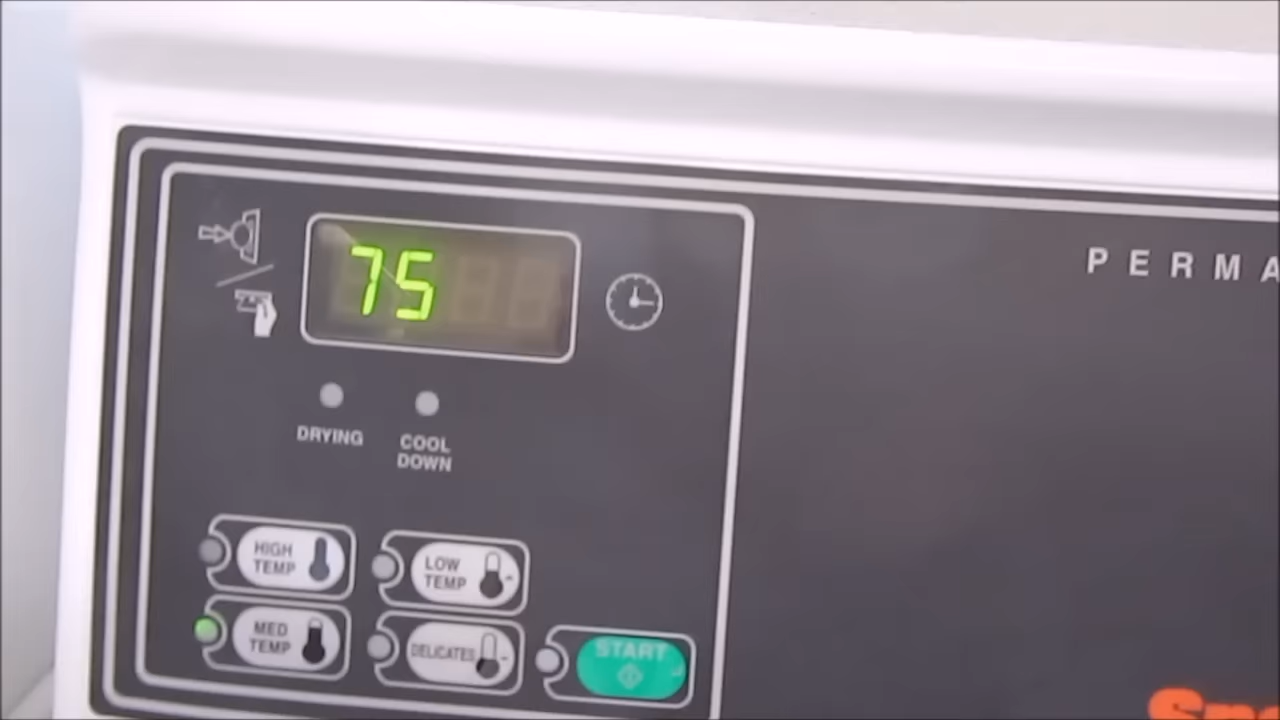 75
PERMA
DRYING
COOL
DOWN
HIGH
TEMP
LOW
TEMP
MED
TEMP
DELICATES
START